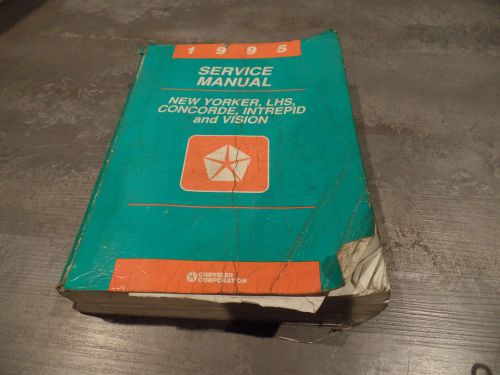 1995
SERVICE
MANUAL
NEW YORKER, LHS,
CONCORDE, INTREPID
and VISION
CHRYSLER
CORPORATION